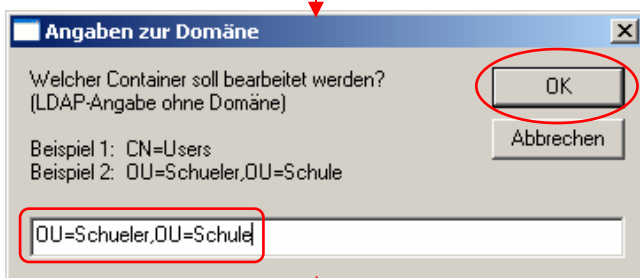 Angaben zur Domäne
Welcher Container soll bearbeitet werden?
(LDAP-Angabe ohne Domäne)
OK
Abbrechen
Beispiel 1: CN=Users
Beispiel 2: OU=Schueler,OU=Schule
OU=Schueler,OU=Schule